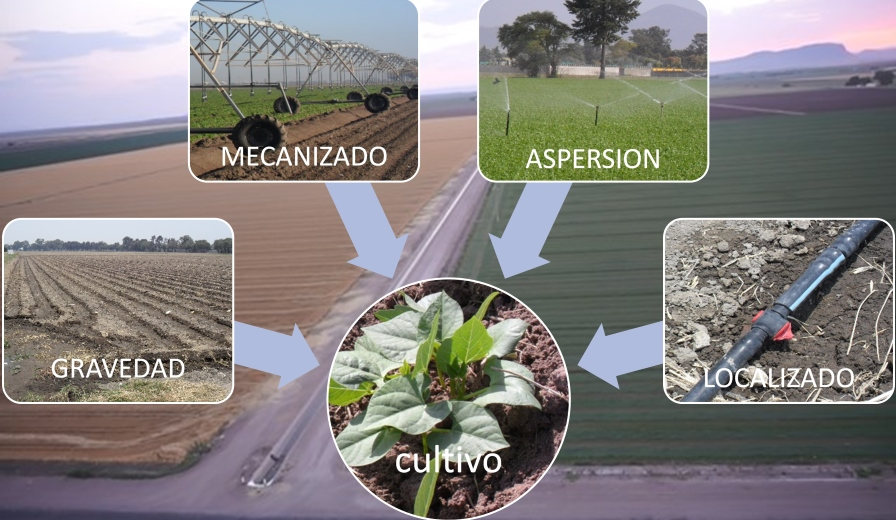 MECANIZADO
ASPERSION
GRAVEDAD
LOCALIZADO
cultivo